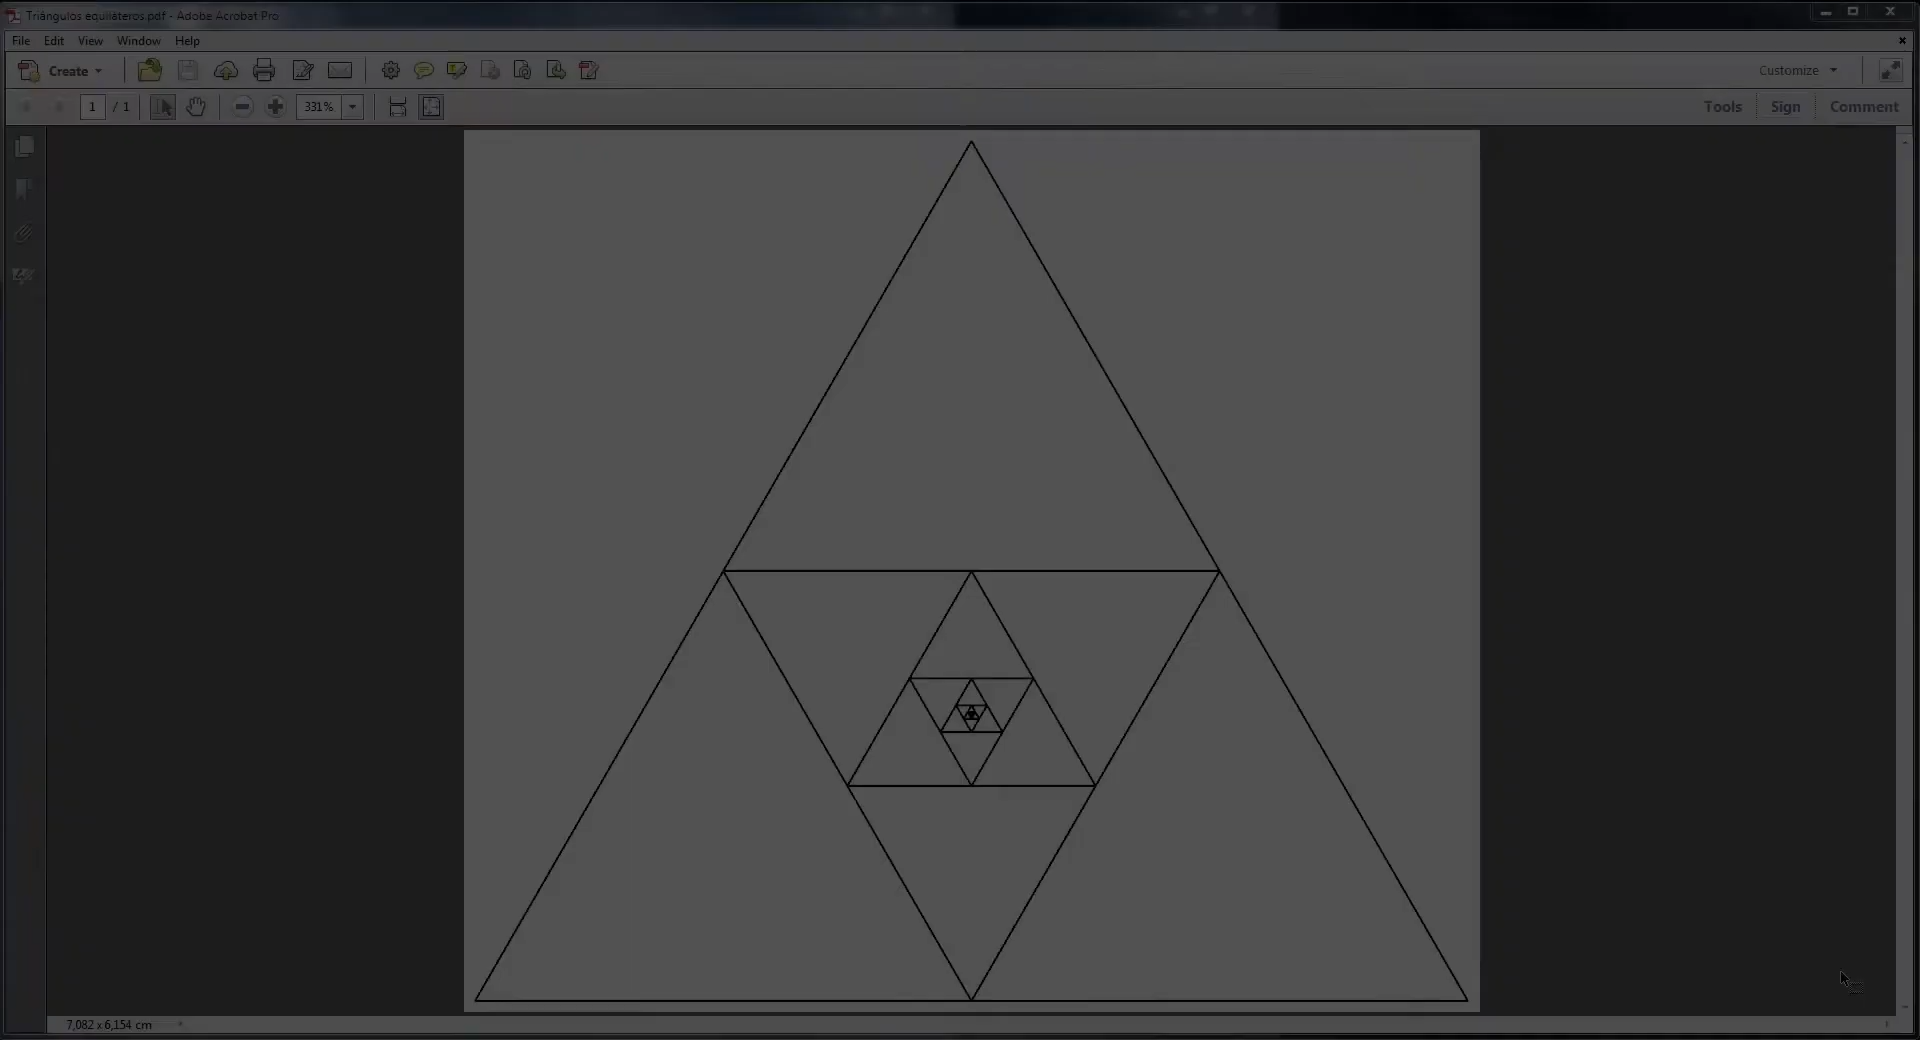 Triángulos equiláteros.pdf - Adobe Acrobat Pro
File Edit View Window Help
Create Customize
1 / 1 331% Tools Sign Comment
7,082 x 6,154 cm